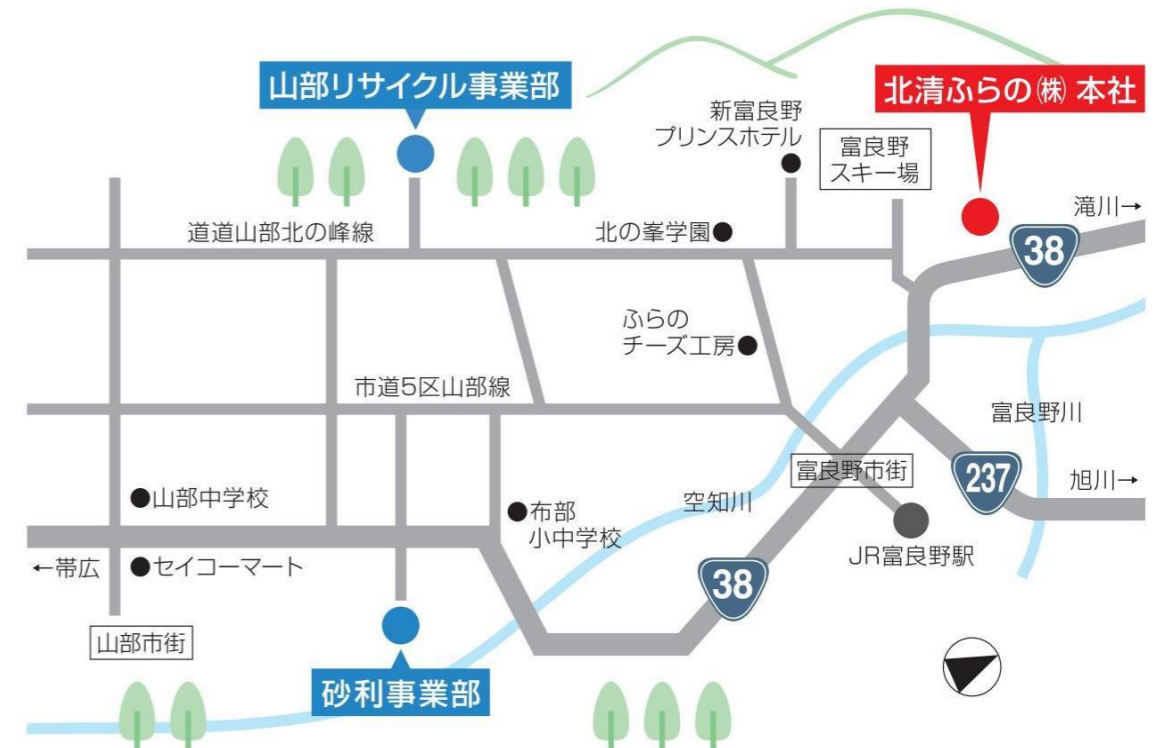 山部リサイクル事業部
北清ふらの㈱ 本社
新富良野
プリンスホテル
富良野
スキー場
滝川→
道道山部北の峰線
北の峯学園
38
ふらの
チーズ工房
市道5区山部線
富良野川
山部中学校
布部
小中学校
空知川
富良野市街
237
旭川→
←帯広
セイコーマート
JR富良野駅
38
山部市街
砂利事業部